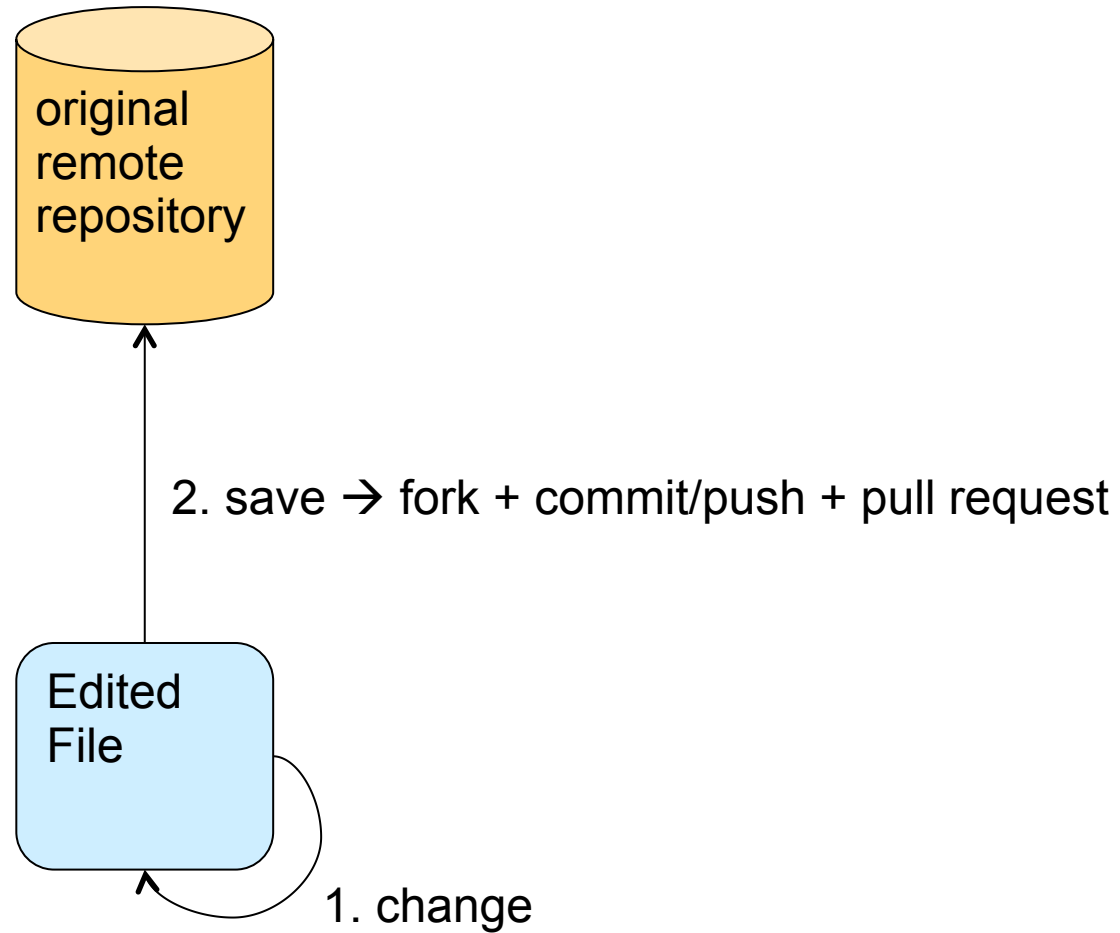 original
remote
repository
2. save → fork + commit/push + pull request
Edited
File
1. change